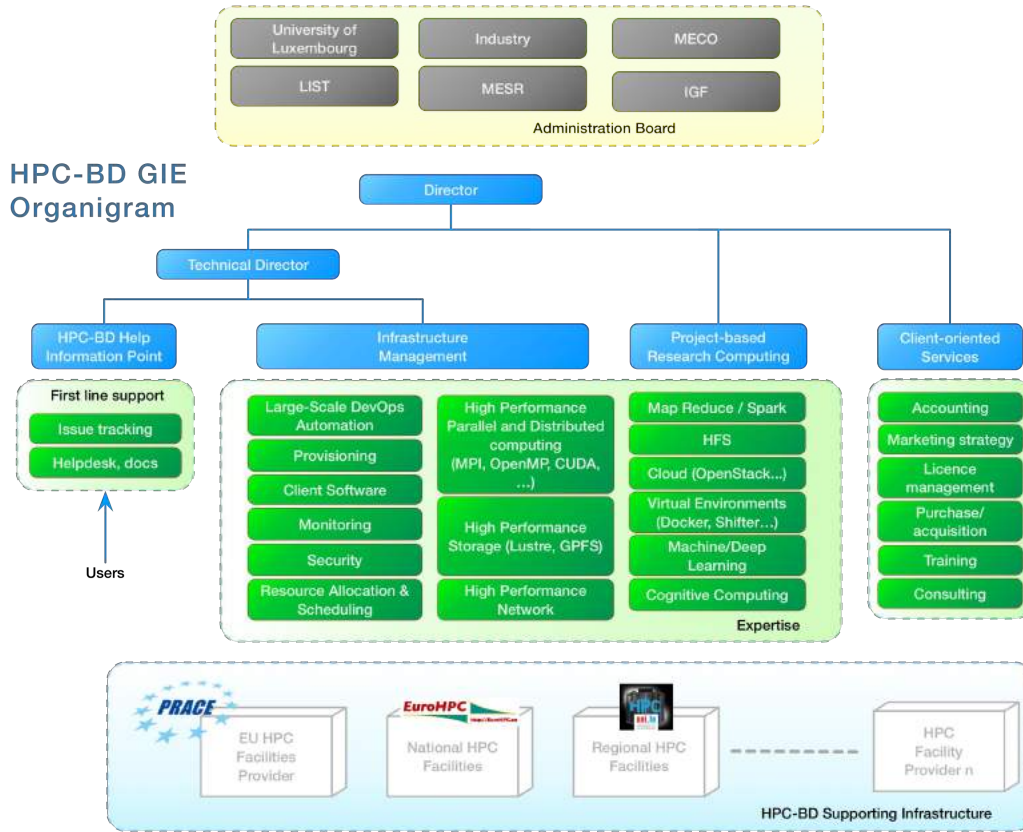 University of
Luxembourg
Industry
MECO
LIST
MESR
IGF
Administration Board
HPC-BD GIE
Organigram
Director
Technical Director
HPC-BD Help
Information Point
Infrastructure
Management
Project-based
Research Computing
Client-oriented
Services
First line support
Issue tracking
Helpdesk, docs
Users
Large-Scale DevOps
Automation
Provisioning
Client Software
Monitoring
Security
Resource Allocation &
Scheduling
High Performance
Parallel and Distributed
computing
(MPI, OpenMP, CUDA,
...)
High Performance
Storage (Lustre, GPFS)
High Performance
Network
Map Reduce / Spark
HFS
Cloud (OpenStack...)
Virtual Environments
(Docker, Shifter...)
Machine/Deep
Learning
Cognitive Computing
Expertise
Accounting
Marketing strategy
Licence
management
Purchase/
acquisition
Training
Consulting
PRACE
EU HPC
Facilities
Provider
EuroHPC
National HPC
Facilities
HPC
uni.lu
Regional HPC
Facilities
HPC
Facility
Provider n
HPC-BD Supporting Infrastructure